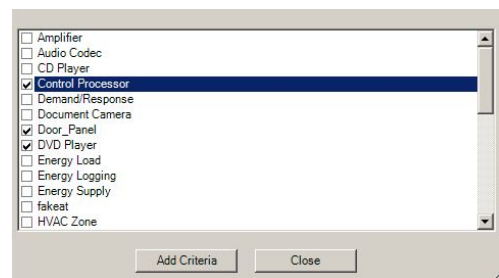 Amplifier
Audio Codec
CD Player
Control Processor
Demand/Response
Document Camera
Door_Panel
DVD Player
Energy Load
Energy Logging
Energy Supply
fakeat
HVAC Zone
Add Criteria Close